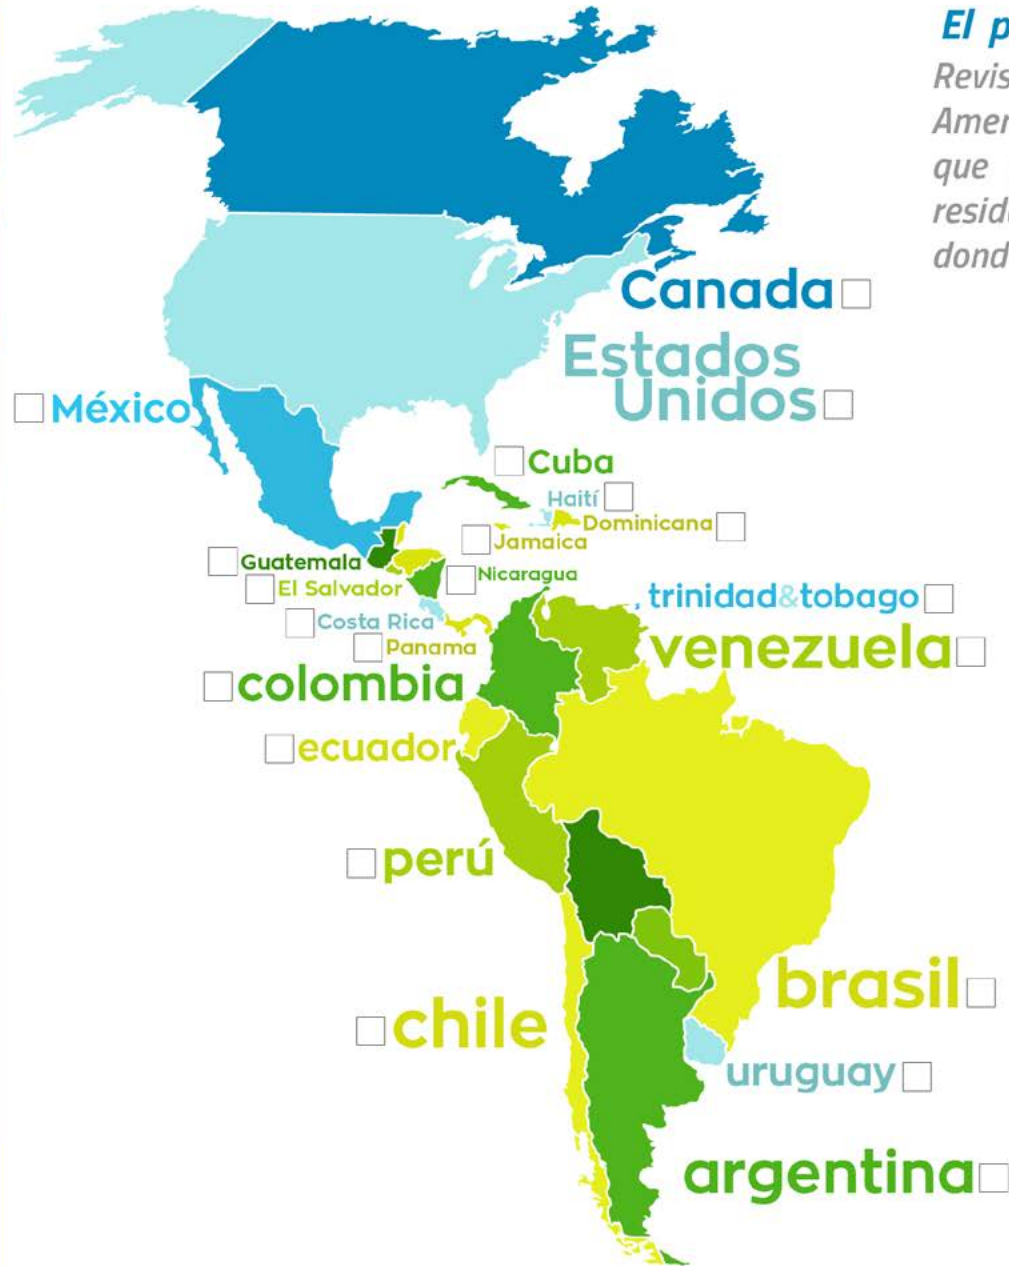 El p
Revis
Amer
que
resid
dond
Canada
Estados
Unidos
México
Cuba
Haití
Dominicana
Jamaica
Guatemala
Nicaragua
El Salvador
trinidad&tobago
Costa Rica
Panama
venezuela
colombia
ecuador
perú
brasil
chile
uruguay
argentina